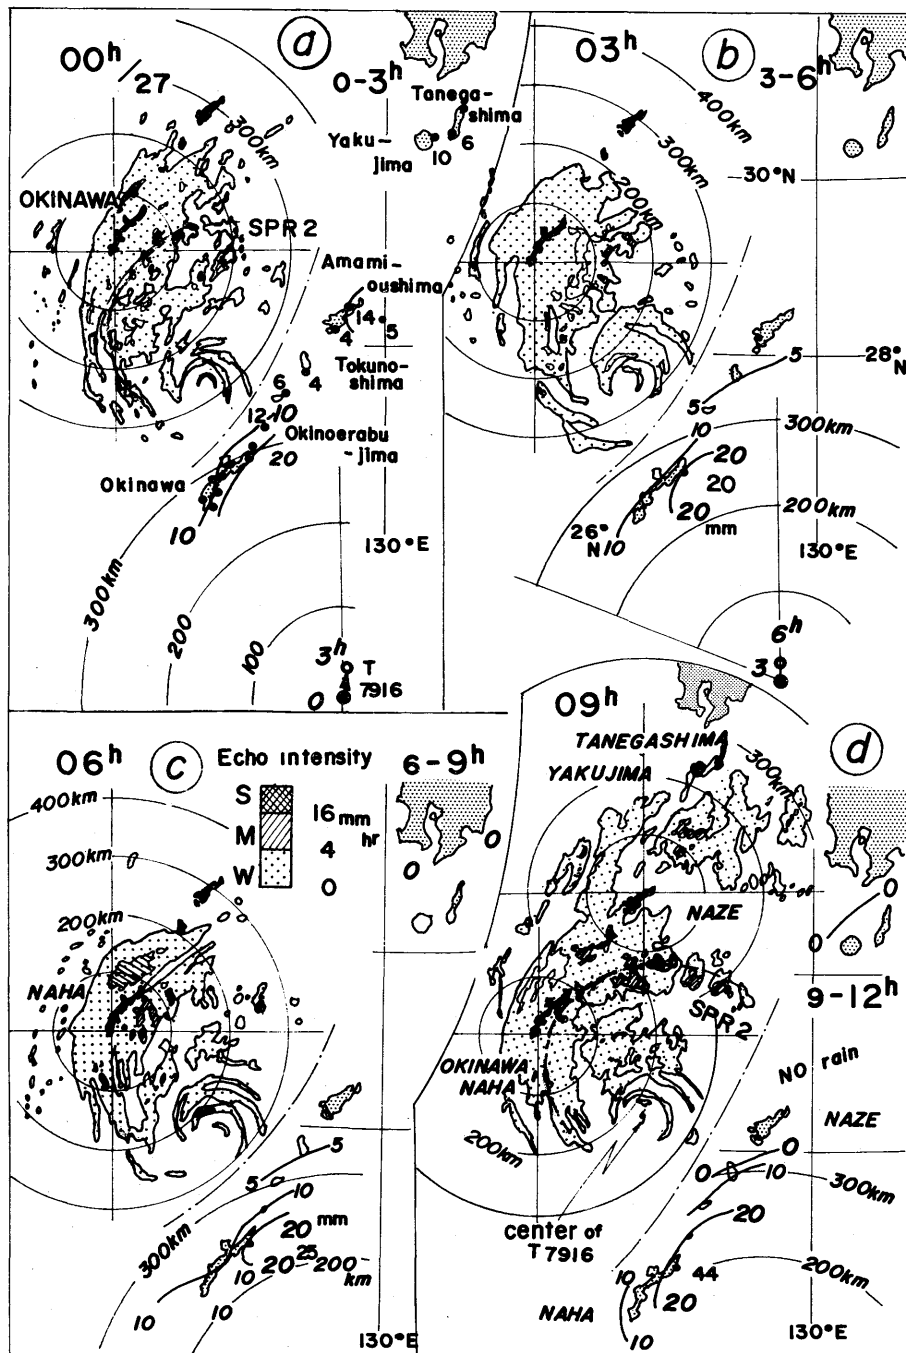 00h
/27
a
0-3h
300km
Tanega-
shima
Yaku-
jima
10
6
OKINAWA
SPR 2
Amami-
oushima
14
5
4
Tokuno-
shima
6
4
12
10
Okinoerabu
-jima
20
Okinawa
10
130°E
300km
200
100
3h
T
7916
0
03h
b
3-6h
400km
300km
200km
30°N
28°
N
5
5
10
300km
20
20
20
mm
26°
N
10
200km
130°E
6h
3
06h
c
Echo intensity
S
M
W
16mm
4 hr
0
6-9h
0
0
400km
300km
200km
NAHA
5
5
10
20mm
25
20
200
km
10
300km
10
10
130°E
09h
d
TANEGASHIMA
YAKUJIMA
300km
NAZE
0
0
9-12h
SPR 2
OKINAWA
NAHA
NO rain
NAZE
200km
0
0
10
300km
20
center of
T 7916
10
44
20
200km
NAHA
10
130°E